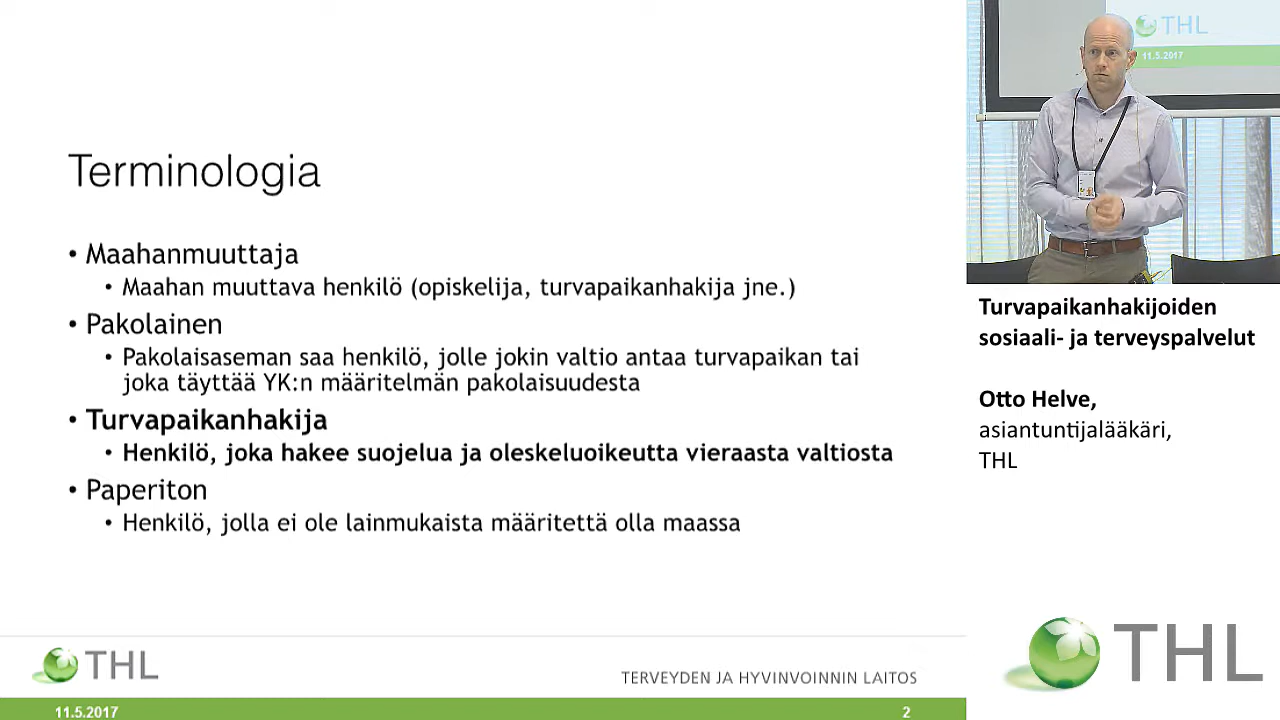 Terminologia
• Maahanmuuttaja
• Maahan muuttava henkilö (opiskelija, turvapaikanhakija jne.)
• Pakolainen
• Pakolaisaseman saa henkilö, jolle jokin valtio antaa turvapaikan tai
joka täyttää YK:n määritelmän pakolaisuudesta
• Turvapaikanhakija
• Henkilö, joka hakee suojelua ja oleskeluoikeutta vieraasta valtiosta
• Paperiton
• Henkilö, jolla ei ole lainmukaista määritettä olla maassa
THL
TERVEYDEN JA HYVINVOINNIN LAITOS
11.5.2017
2
THL
11.5.2017
Turvapaikanhakijoiden
sosiaali- ja terveyspalvelut
Otto Helve,
asiantuntijalääkäri,
THL
THL